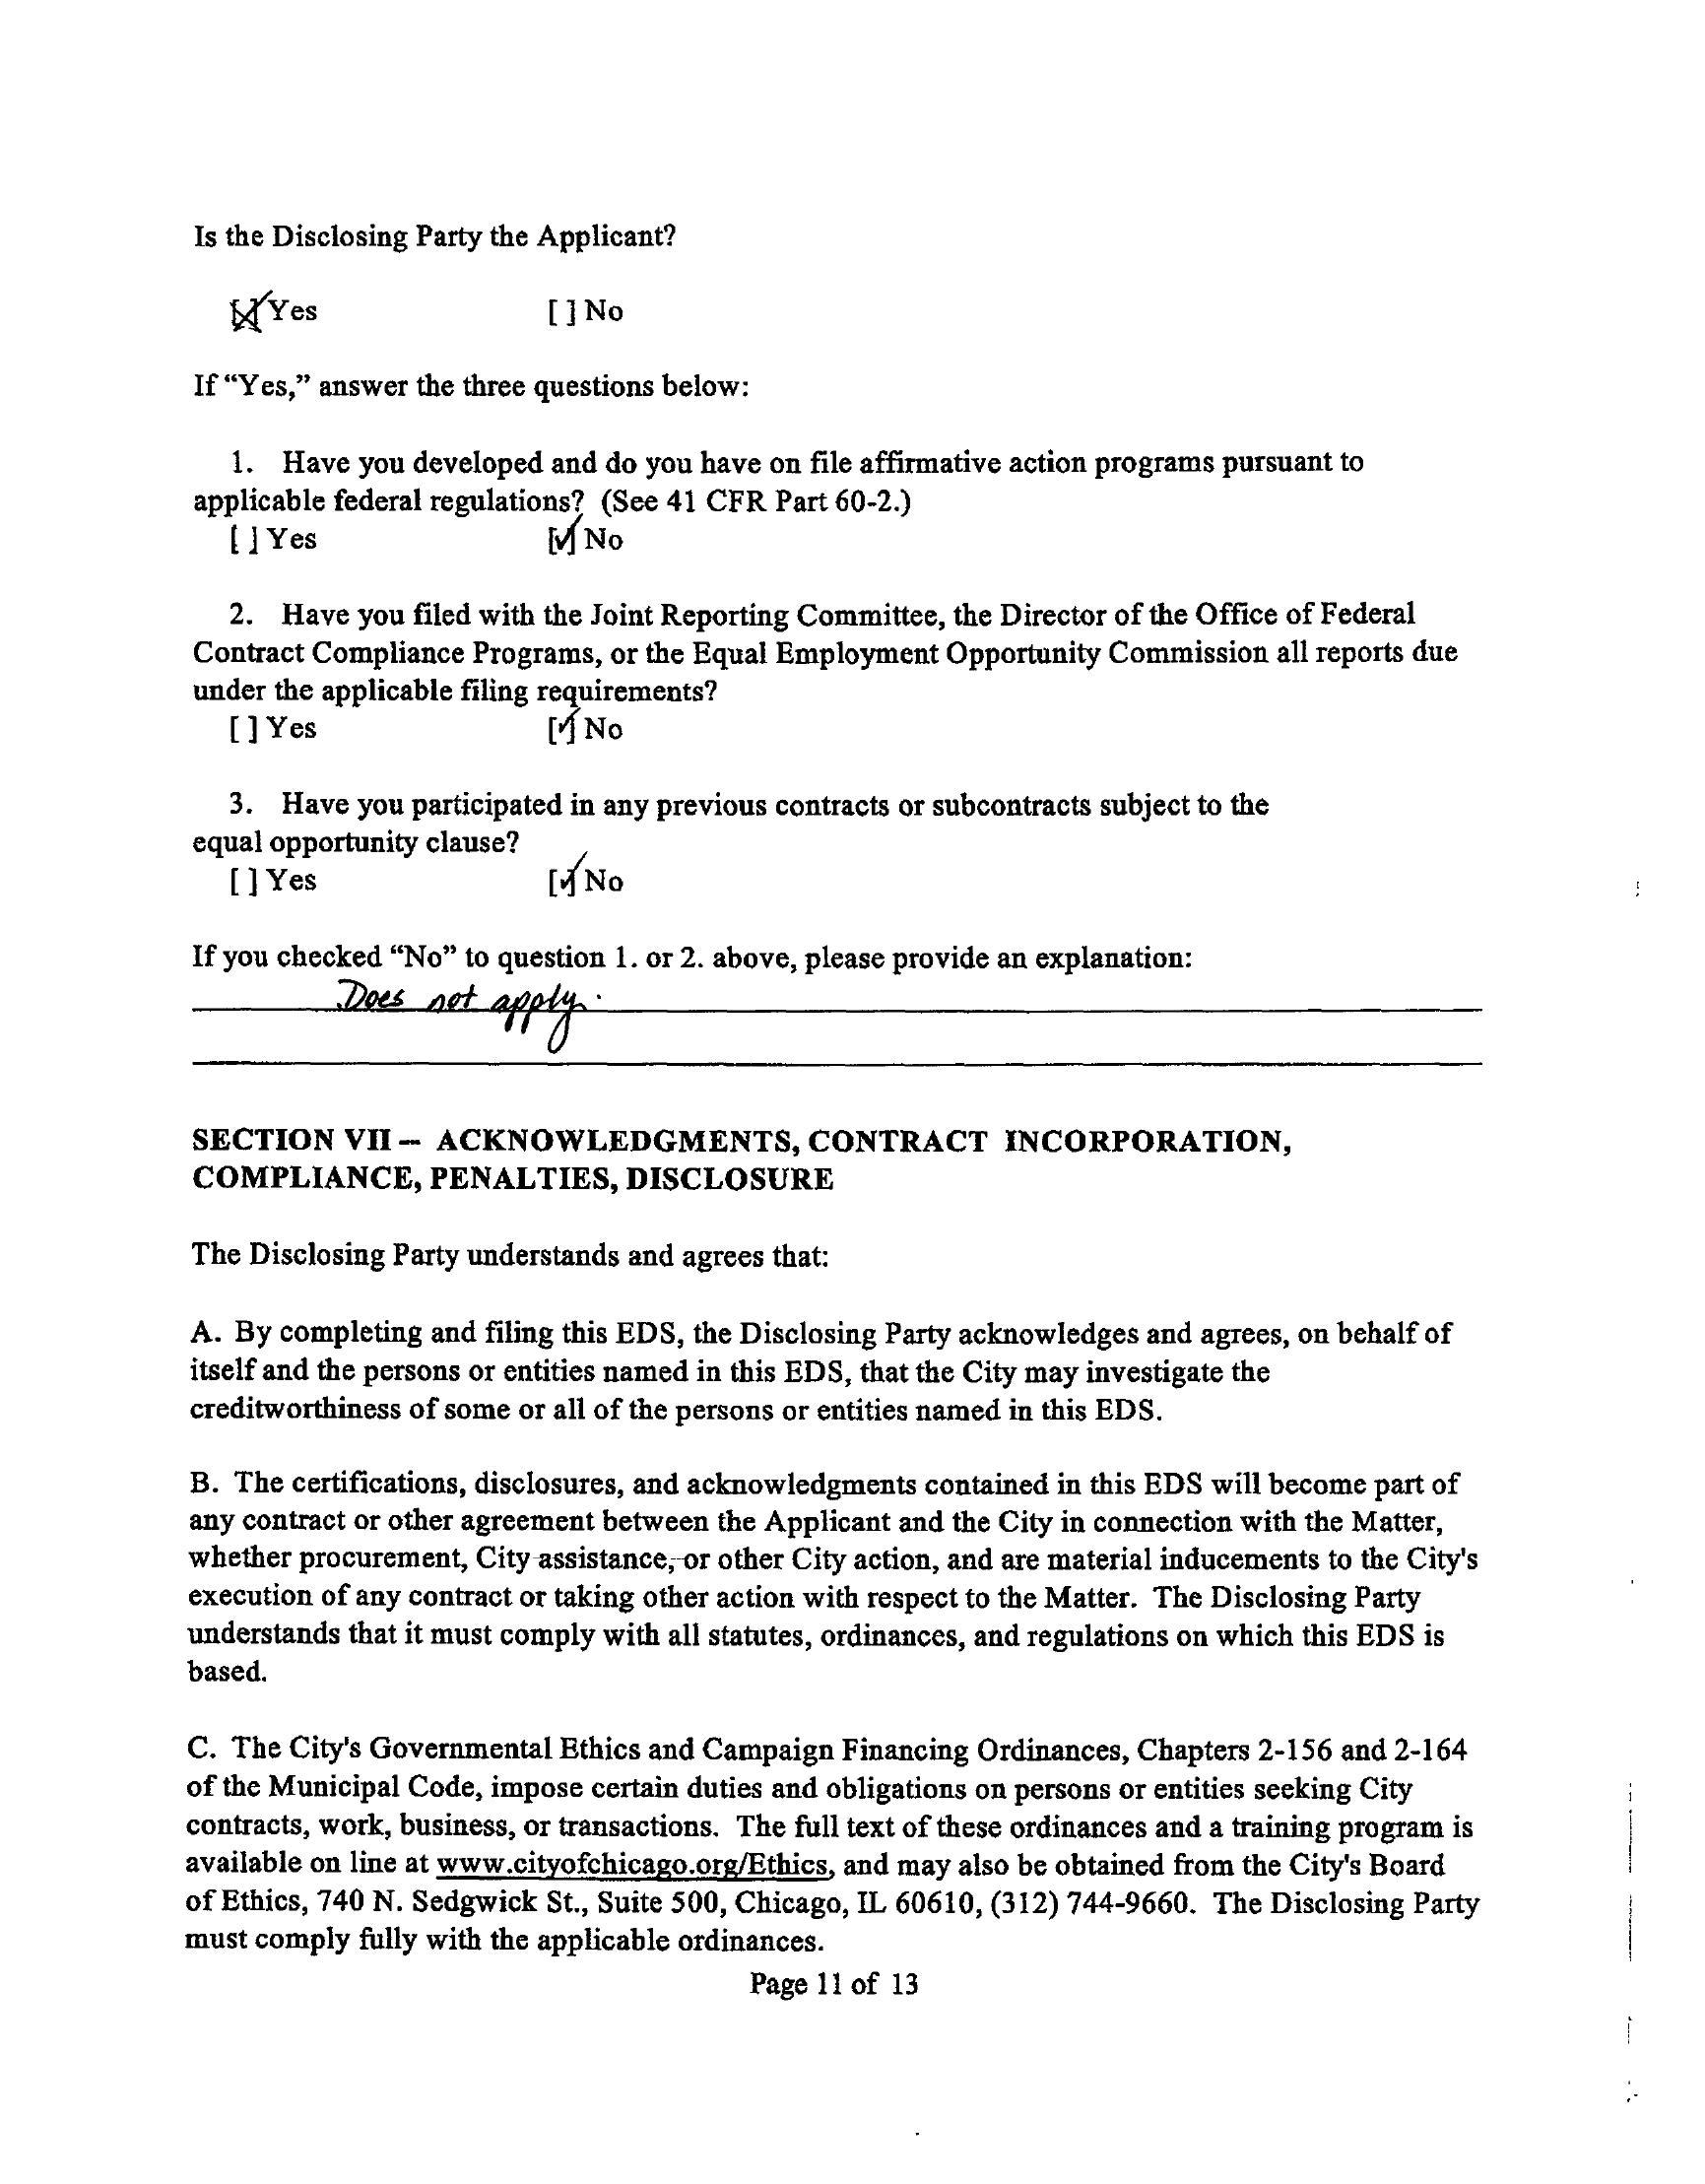 Is the Disclosing Party the Applicant?
[X] Yes [ ] No
If “Yes,” answer the three questions below:
1. Have you developed and do you have on file affirmative action programs pursuant to
applicable federal regulations? (See 41 CFR Part 60-2.)
[ ] Yes [✓] No
2. Have you filed with the Joint Reporting Committee, the Director of the Office of Federal
Contract Compliance Programs, or the Equal Employment Opportunity Commission all reports due
under the applicable filing requirements?
[ ] Yes [✓] No
3. Have you participated in any previous contracts or subcontracts subject to the
equal opportunity clause?
[ ] Yes [✓] No
If you checked “No” to question 1. or 2. above, please provide an explanation:
Does not apply.
SECTION VII -- ACKNOWLEDGMENTS, CONTRACT INCORPORATION,
COMPLIANCE, PENALTIES, DISCLOSURE
The Disclosing Party understands and agrees that:
A. By completing and filing this EDS, the Disclosing Party acknowledges and agrees, on behalf of
itself and the persons or entities named in this EDS, that the City may investigate the
creditworthiness of some or all of the persons or entities named in this EDS.
B. The certifications, disclosures, and acknowledgments contained in this EDS will become part of
any contract or other agreement between the Applicant and the City in connection with the Matter,
whether procurement, City assistance, or other City action, and are material inducements to the City's
execution of any contract or taking other action with respect to the Matter. The Disclosing Party
understands that it must comply with all statutes, ordinances, and regulations on which this EDS is
based.
C. The City's Governmental Ethics and Campaign Financing Ordinances, Chapters 2-156 and 2-164
of the Municipal Code, impose certain duties and obligations on persons or entities seeking City
contracts, work, business, or transactions. The full text of these ordinances and a training program is
available on line at www.cityofchicago.org/Ethics, and may also be obtained from the City's Board
of Ethics, 740 N. Sedgwick St., Suite 500, Chicago, IL 60610, (312) 744-9660. The Disclosing Party
must comply fully with the applicable ordinances.
Page 11 of 13